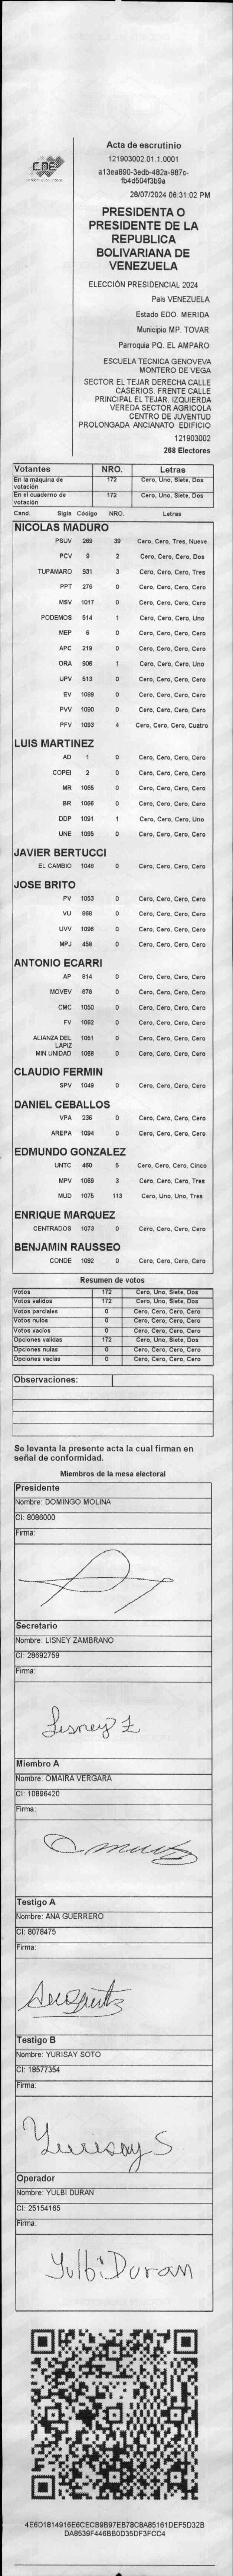 CNE
Acta de escrutinio
121903002.01.1.0001
a13ea690-3edb-482a-987c-
fb4d504f3b9a
28/07/2024 06:31:02 PM
PRESIDENTA O
PRESIDENTE DE LA
REPUBLICA
BOLIVARIANA DE
VENEZUELA
ELECCIÓN PRESIDENCIAL 2024
Pais VENEZUELA
Estado EDO. MERIDA
Municipio MP. TOVAR
Parroquia PQ. EL AMPARO
ESCUELA TECNICA GENOVEVA
MONTERO DE VEGA
SECTOR EL TEJAR DERECHA CALLE
CASERIOS. FRENTE CALLE
PRINCIPAL EL TEJAR. IZQUIERDA
VEREDA SECTOR AGRICOLA
CENTRO DE JUVENTUD
PROLONGADA ANCIANATO EDIFICIO
121903002
268 Electores
Votantes NRO. Letras
En la máquina de votación 172 Cero, Uno, Siete, Dos
En el cuaderno de votación 172 Cero, Uno, Siete, Dos
Cand. Sigla Código NRO. Letras
NICOLAS MADURO
PSUV 269 39 Cero, Cero, Tres, Nueve
PCV 9 2 Cero, Cero, Cero, Dos
TUPAMARO 931 3 Cero, Cero, Cero, Tres
PPT 276 0 Cero, Cero, Cero, Cero
MSV 1017 0 Cero, Cero, Cero, Cero
PODEMOS 514 1 Cero, Cero, Cero, Uno
MEP 6 0 Cero, Cero, Cero, Cero
APC 219 0 Cero, Cero, Cero, Cero
ORA 906 1 Cero, Cero, Cero, Uno
UPV 513 0 Cero, Cero, Cero, Cero
EV 1089 0 Cero, Cero, Cero, Cero
PVV 1090 0 Cero, Cero, Cero, Cero
PFV 1093 4 Cero, Cero, Cero, Cuatro
LUIS MARTINEZ
AD 1 0 Cero, Cero, Cero, Cero
COPEI 2 0 Cero, Cero, Cero, Cero
MR 1065 0 Cero, Cero, Cero, Cero
BR 1066 0 Cero, Cero, Cero, Cero
DDP 1091 1 Cero, Cero, Cero, Uno
UNE 1095 0 Cero, Cero, Cero, Cero
JAVIER BERTUCCI
EL CAMBIO 1048 0 Cero, Cero, Cero, Cero
JOSE BRITO
PV 1053 0 Cero, Cero, Cero, Cero
VU 868 0 Cero, Cero, Cero, Cero
UVV 1096 0 Cero, Cero, Cero, Cero
MPJ 458 0 Cero, Cero, Cero, Cero
ANTONIO ECARRI
AP 814 0 Cero, Cero, Cero, Cero
MOVEV 878 0 Cero, Cero, Cero, Cero
CMC 1050 0 Cero, Cero, Cero, Cero
FV 1062 0 Cero, Cero, Cero, Cero
ALIANZA DEL LAPIZ 1061 0 Cero, Cero, Cero, Cero
MIN UNIDAD 1068 0 Cero, Cero, Cero, Cero
CLAUDIO FERMIN
SPV 1049 0 Cero, Cero, Cero, Cero
DANIEL CEBALLOS
VPA 236 0 Cero, Cero, Cero, Cero
AREPA 1094 0 Cero, Cero, Cero, Cero
EDMUNDO GONZALEZ
UNTC 460 5 Cero, Cero, Cero, Cinco
MPV 1069 3 Cero, Cero, Cero, Tres
MUD 1075 113 Cero, Uno, Uno, Tres
ENRIQUE MARQUEZ
CENTRADOS 1073 0 Cero, Cero, Cero, Cero
BENJAMIN RAUSSEO
CONDE 1092 0 Cero, Cero, Cero, Cero
Resumen de votos
Votos 172 Cero, Uno, Siete, Dos
Votos validos 172 Cero, Uno, Siete, Dos
Votos parciales 0 Cero, Cero, Cero, Cero
Votos nulos 0 Cero, Cero, Cero, Cero
Votos vacíos 0 Cero, Cero, Cero, Cero
Opciones validas 172 Cero, Uno, Siete, Dos
Opciones nulas 0 Cero, Cero, Cero, Cero
Opciones vacías 0 Cero, Cero, Cero, Cero
Observaciones:
Se levanta la presente acta la cual firman en
señal de conformidad.
Miembros de la mesa electoral
Presidente
Nombre: DOMINGO MOLINA
CI: 8086000
Firma:
Secretario
Nombre: LISNEY ZAMBRANO
CI: 28692759
Firma:
Lisney Z
Miembro A
Nombre: OMAIRA VERGARA
CI: 10896420
Firma:
Testigo A
Nombre: ANA GUERRERO
CI: 8078475
Firma:
Testigo B
Nombre: YURISAY SOTO
CI: 18577354
Firma:
Yurisay S
Operador
Nombre: YULBI DURAN
CI: 25154165
Firma:
Yulbi Duran
4E6D1814916E6CEC89B97EB78C8A85161DEF5D32B
DA8539F446BB0D35DF3FCC4